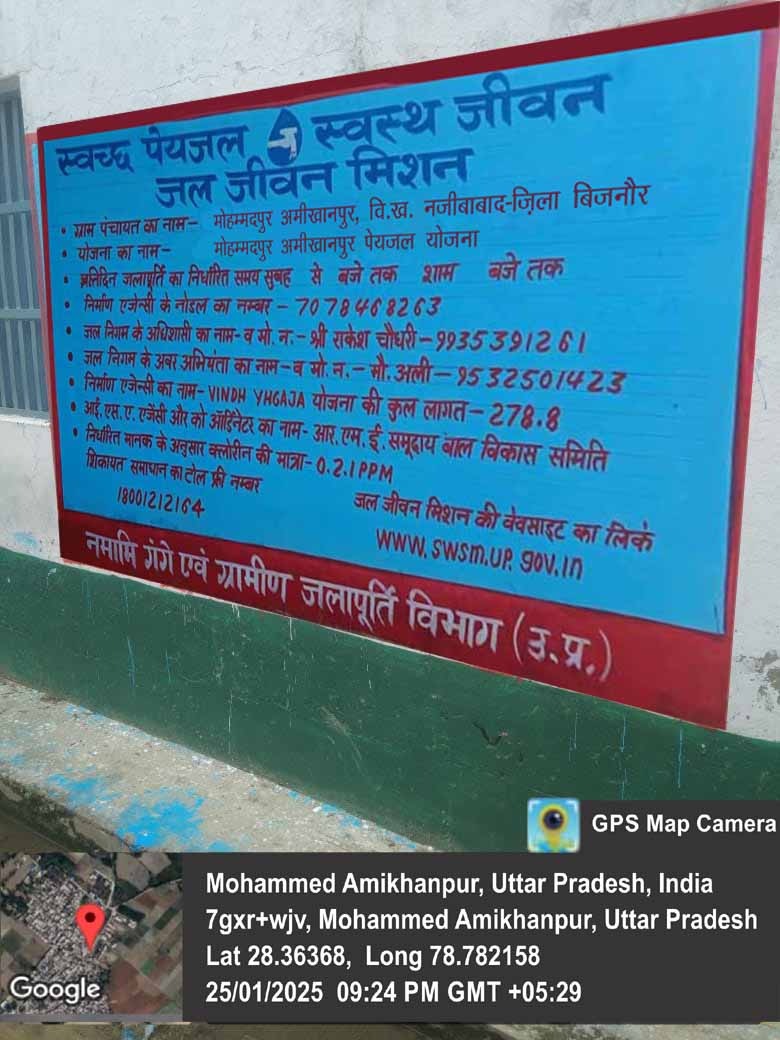 स्वच्छ पेयजल स्वस्थ जीवन
जल जीवन मिशन
• ग्राम पंचायत का नाम– मोहम्मदपुर अमीखानपुर, वि.ख. नजीबाबाद-ज़िला बिजनौर
• योजना का नाम– मोहम्मदपुर अमीखानपुर पेयजल योजना
• प्रतिदिन जलापूर्ति का निर्धारित समय सुबह से बजे तक शाम बजे तक
• निर्माण एजेन्सी के नोडल का नम्बर – 7078468263
• जल निगम के अधिशासी का नाम-व मो. न.- श्री राकेश चौधरी-9935391261
• जल निगम के अवर अभियंता का नाम-व मो. न.- मौ. अली-9532501423
• निर्माण एजेन्सी का नाम- VINDH YHGAJA योजना की कुल लागत-278.8
• आई.एस.ए. एजेंसी और को ऑर्डिनेटर का नाम- आर.एम.ई. समूदाय बाल विकास समिति
• निर्धारित मानक के अनुसार क्लोरीन की मात्रा-0.2.1PPM
शिकायत समाधान का टोल फ्री नम्बर
18001212164
जल जीवन मिशन की वेवसाइट का लिकं
WWW.SWSM.UP.gov.in
नमामि गंगे एवं ग्रामीण जलापूर्ति विभाग (उ.प्र.)
GPS Map Camera
Mohammed Amikhanpur, Uttar Pradesh, India
7gxr+wjv, Mohammed Amikhanpur, Uttar Pradesh
Lat 28.36368, Long 78.782158
25/01/2025 09:24 PM GMT +05:29
Google